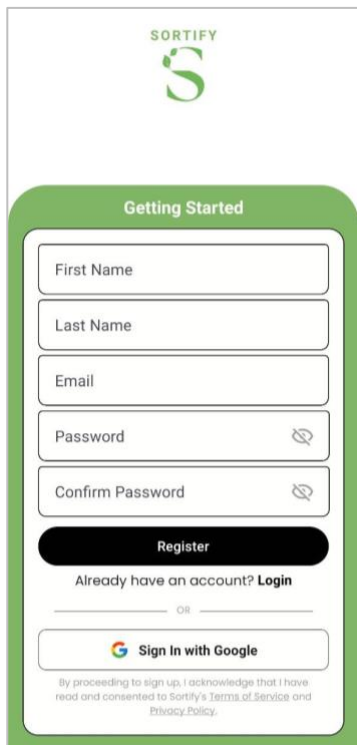 SORTIFY
S
Getting Started
First Name
Last Name
Email
Password
Confirm Password
Register
Already have an account? Login
OR
Sign In with Google
By proceeding to sign up, I acknowledge that I have
read and consented to Sortify's Terms of Service and
Privacy Policy.